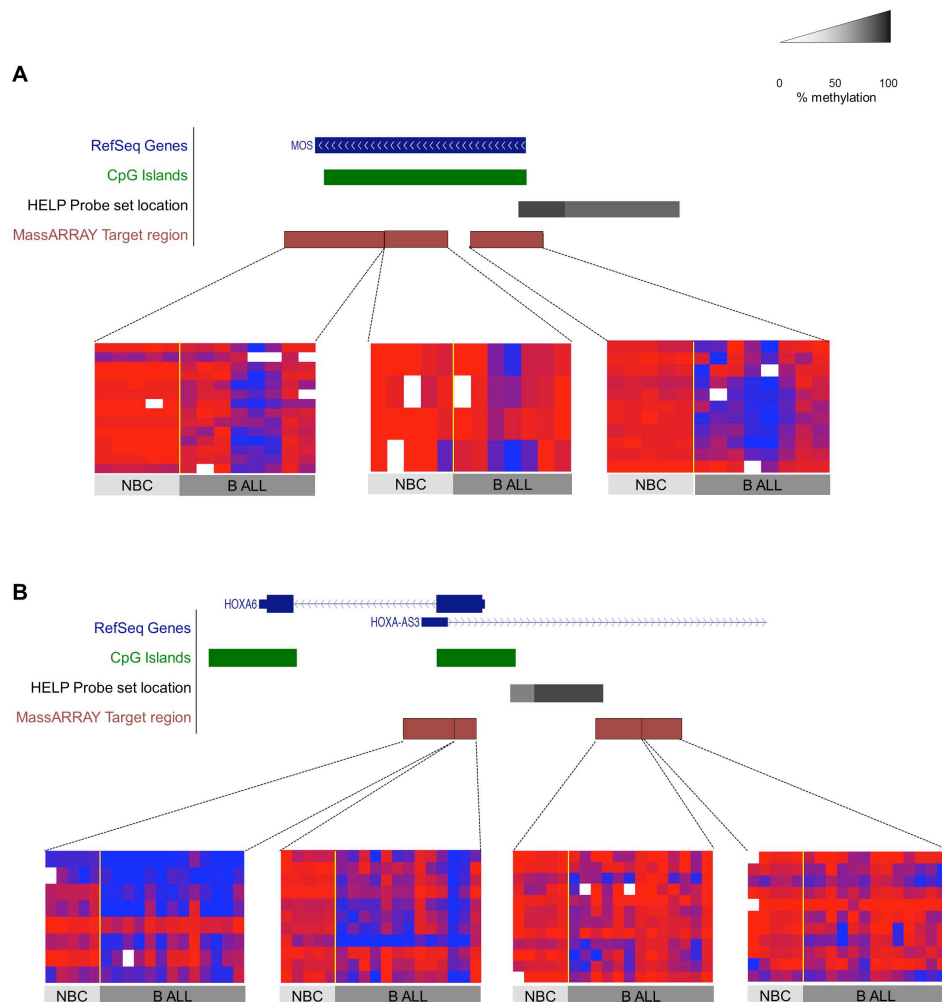 0 50 100
% methylation
A
RefSeq Genes
MOS
CpG Islands
HELP Probe set location
MassARRAY Target region
NBC B ALL
NBC B ALL
NBC B ALL
B
HOXA6
HOXA-AS3
RefSeq Genes
CpG Islands
HELP Probe set location
MassARRAY Target region
NBC B ALL
NBC B ALL
NBC B ALL
NBC B ALL